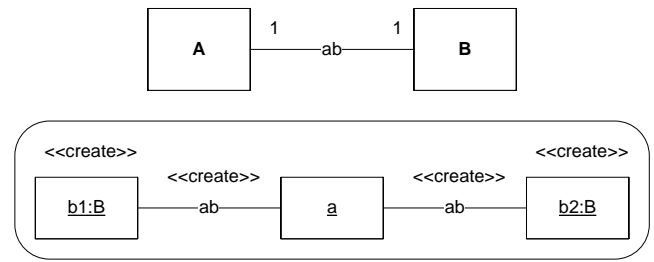 1 1
A ab B
<<create>> <<create>>
<<create>> <<create>>
b1:B ab a ab b2:B